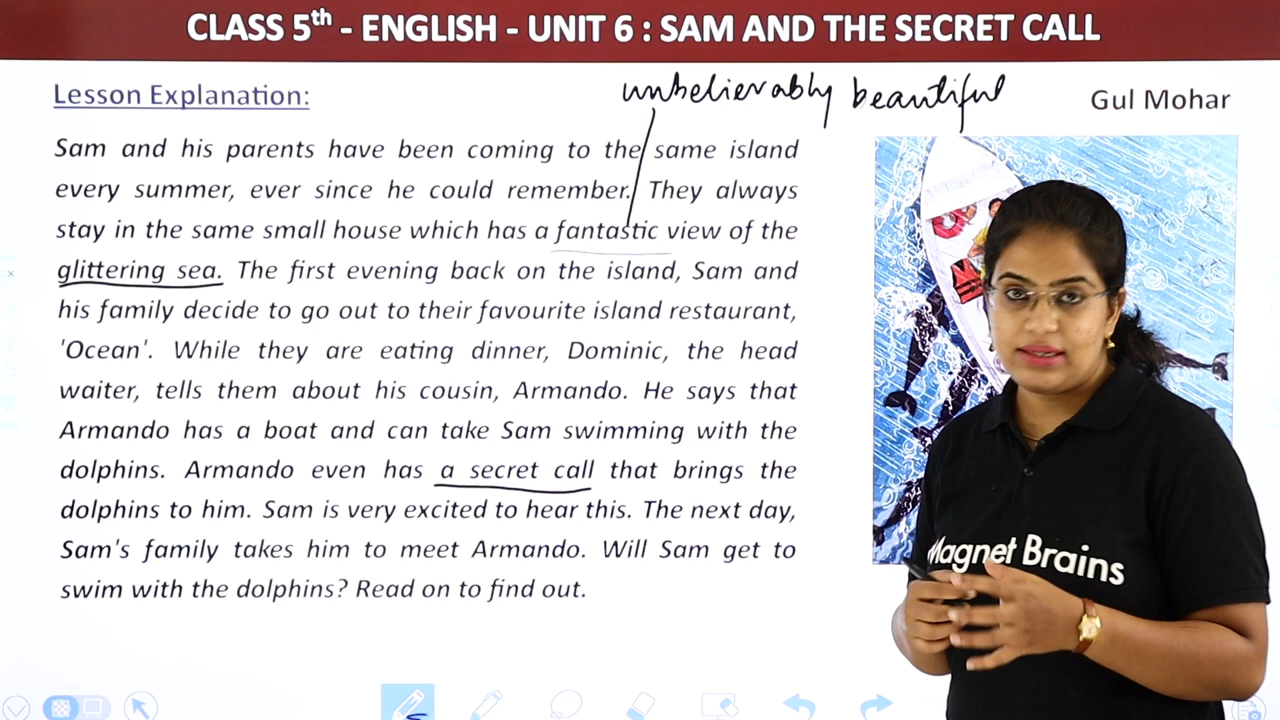 CLASS 5th - ENGLISH - UNIT 6 : SAM AND THE SECRET CALL
Lesson Explanation:
unbelievably beautiful
Gul Mohar
Sam and his parents have been coming to the same island
every summer, ever since he could remember. They always
stay in the same small house which has a fantastic view of the
glittering sea. The first evening back on the island, Sam and
his family decide to go out to their favourite island restaurant,
'Ocean'. While they are eating dinner, Dominic, the head
waiter, tells them about his cousin, Armando. He says that
Armando has a boat and can take Sam swimming with the
dolphins. Armando even has a secret call that brings the
dolphins to him. Sam is very excited to hear this. The next day,
Sam's family takes him to meet Armando. Will Sam get to
swim with the dolphins? Read on to find out.
Magnet Brains